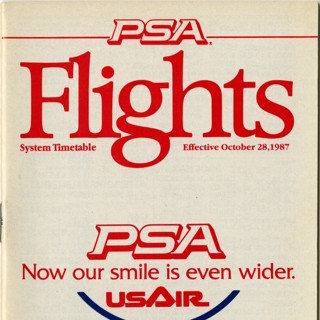 PSA
Flights
System Timetable Effective October 28,1987
PSA
Now our smile is even wider.
USAIR